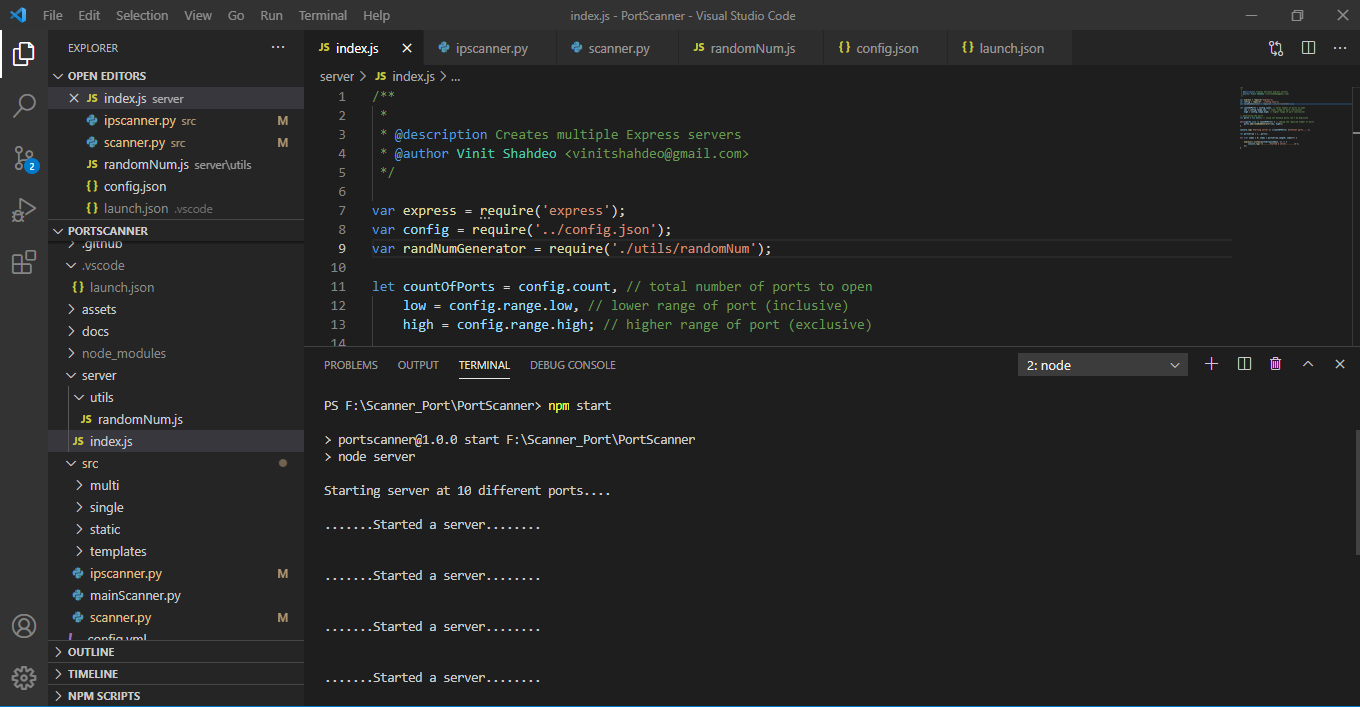 File Edit Selection View Go Run Terminal Help index.js - PortScanner - Visual Studio Code
EXPLORER ...
OPEN EDITORS
JS index.js server
ipscanner.py src M
scanner.py src M
JS randomNum.js server\utils
{} config.json
{} launch.json .vscode
PORTSCANNER
.github
.vscode
{} launch.json
assets
docs
node_modules
server
utils
JS randomNum.js
JS index.js
src
multi
single
static
templates
ipscanner.py M
mainScanner.py
scanner.py M
! config.yml
OUTLINE
TIMELINE
NPM SCRIPTS
2
JS index.js ipscanner.py scanner.py JS randomNum.js {} config.json {} launch.json ...
server > JS index.js > ...
1 /**
2 *
3 * @description Creates multiple Express servers
4 * @author Vinit Shahdeo <vinitshahdeo@gmail.com>
5 */
6
7 var express = require('express');
8 var config = require('../config.json');
9 var randNumGenerator = require('./utils/randomNum');
10
11 let countOfPorts = config.count, // total number of ports to open
12 low = config.range.low, // lower range of port (inclusive)
13 high = config.range.high; // higher range of port (exclusive)
14
PROBLEMS OUTPUT TERMINAL DEBUG CONSOLE 2: node
PS F:\Scanner_Port\PortScanner> npm start
> portscanner@1.0.0 start F:\Scanner_Port\PortScanner
> node server
Starting server at 10 different ports....
.......Started a server........
.......Started a server........
.......Started a server........
.......Started a server........